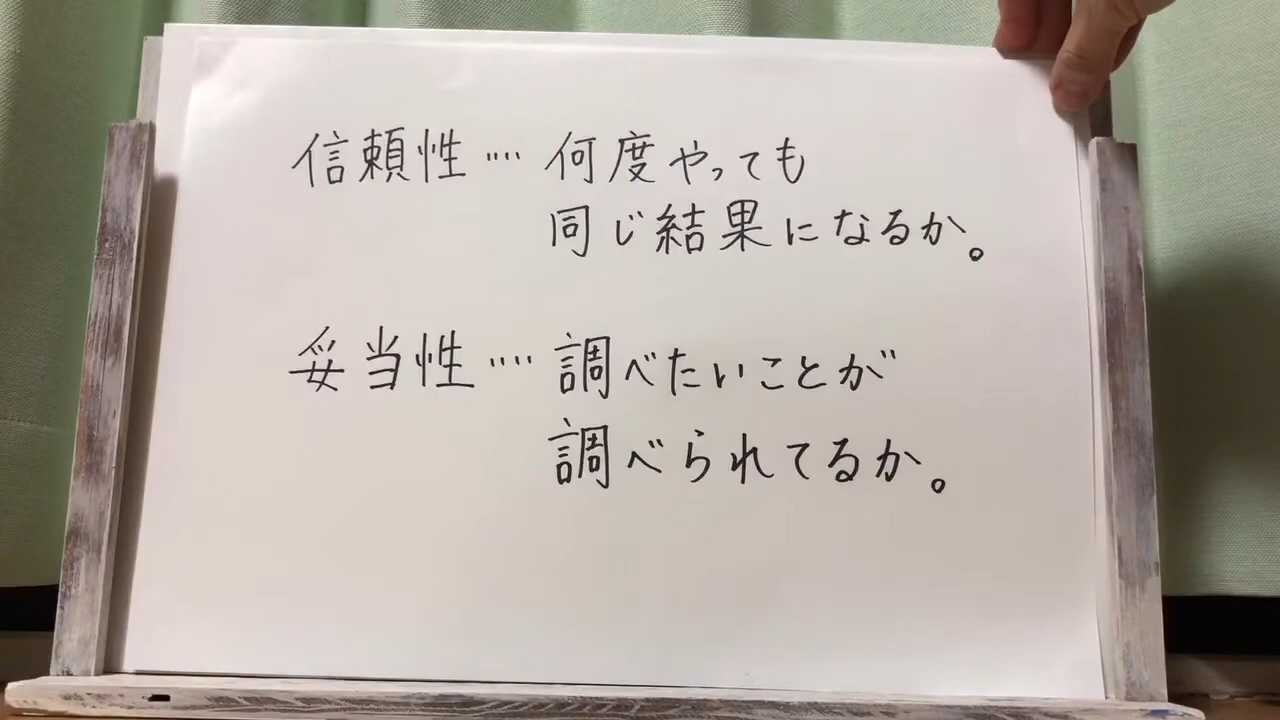 信頼性‥‥何度やっても
同じ結果になるか。
妥当性‥‥調べたいことが
調べられてるか。